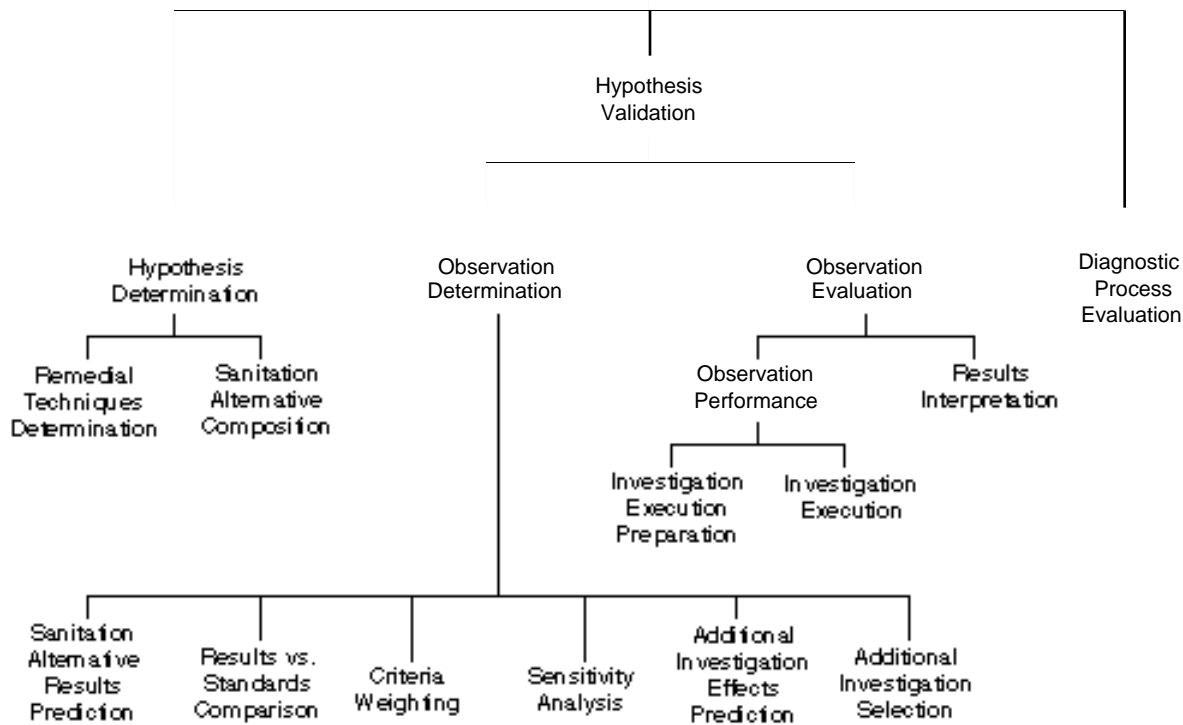 Hypothesis
Validation
Hypothesis
Determination
Observation
Determination
Observation
Evaluation
Diagnostic
Process
Evaluation
Remedial
Techniques
Determination
Sanitation
Alternative
Composition
Observation
Performance
Results
Interpretation
Investigation
Execution
Preparation
Investigation
Execution
Sanitation
Alternative
Results
Prediction
Results vs.
Standards
Comparison
Criteria
Weighting
Sensitivity
Analysis
Additional
Investigation
Effects
Prediction
Additional
Investigation
Selection